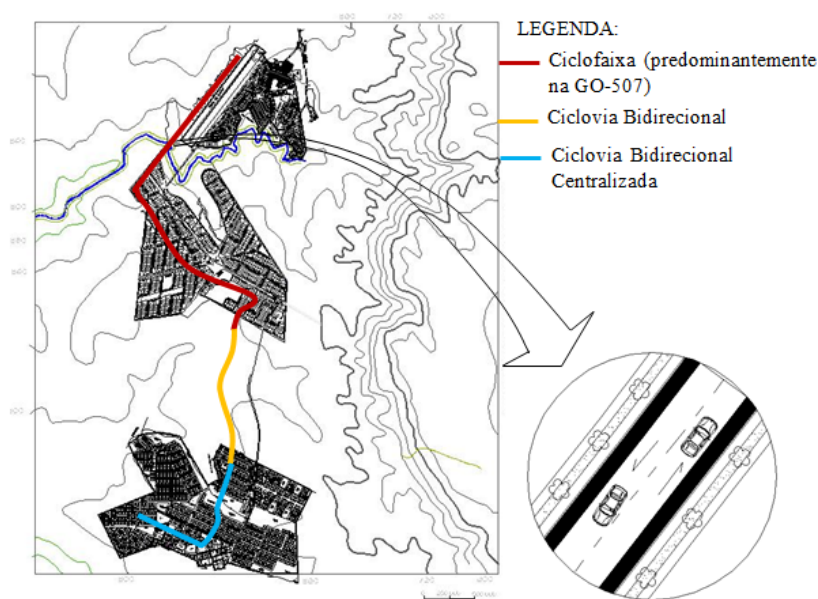 LEGENDA:
Ciclofaixa (predominantemente
na GO-507)
Ciclovia Bidirecional
Ciclovia Bidirecional
Centralizada